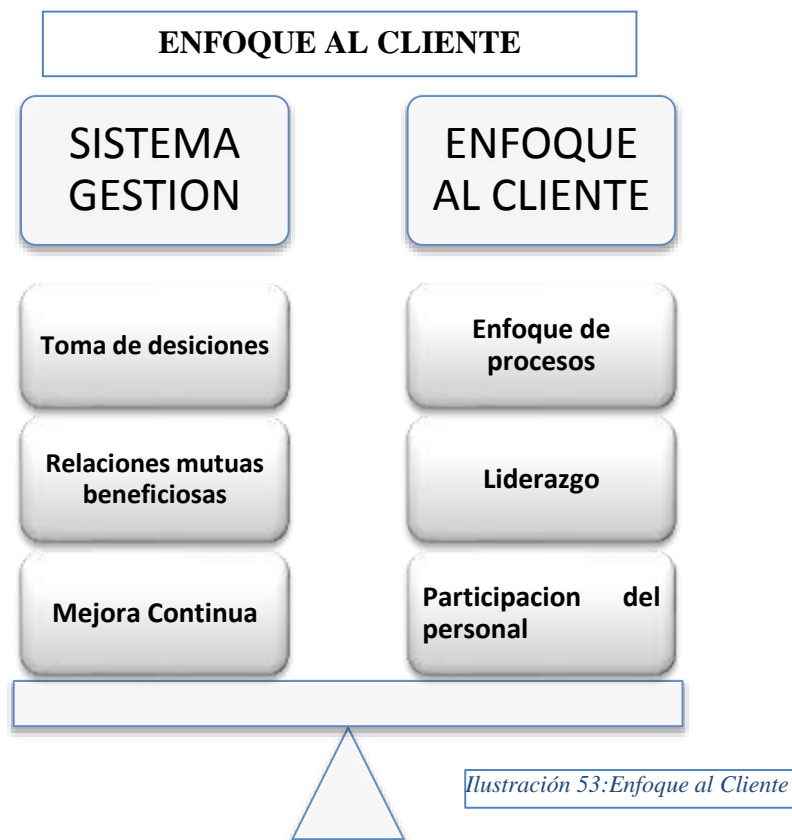 ENFOQUE AL CLIENTE
SISTEMA
GESTION
ENFOQUE
AL CLIENTE
Toma de desiciones
Enfoque de
procesos
Relaciones mutuas
beneficiosas
Liderazgo
Mejora Continua
Participacion del
personal
Ilustración 53:Enfoque al Cliente